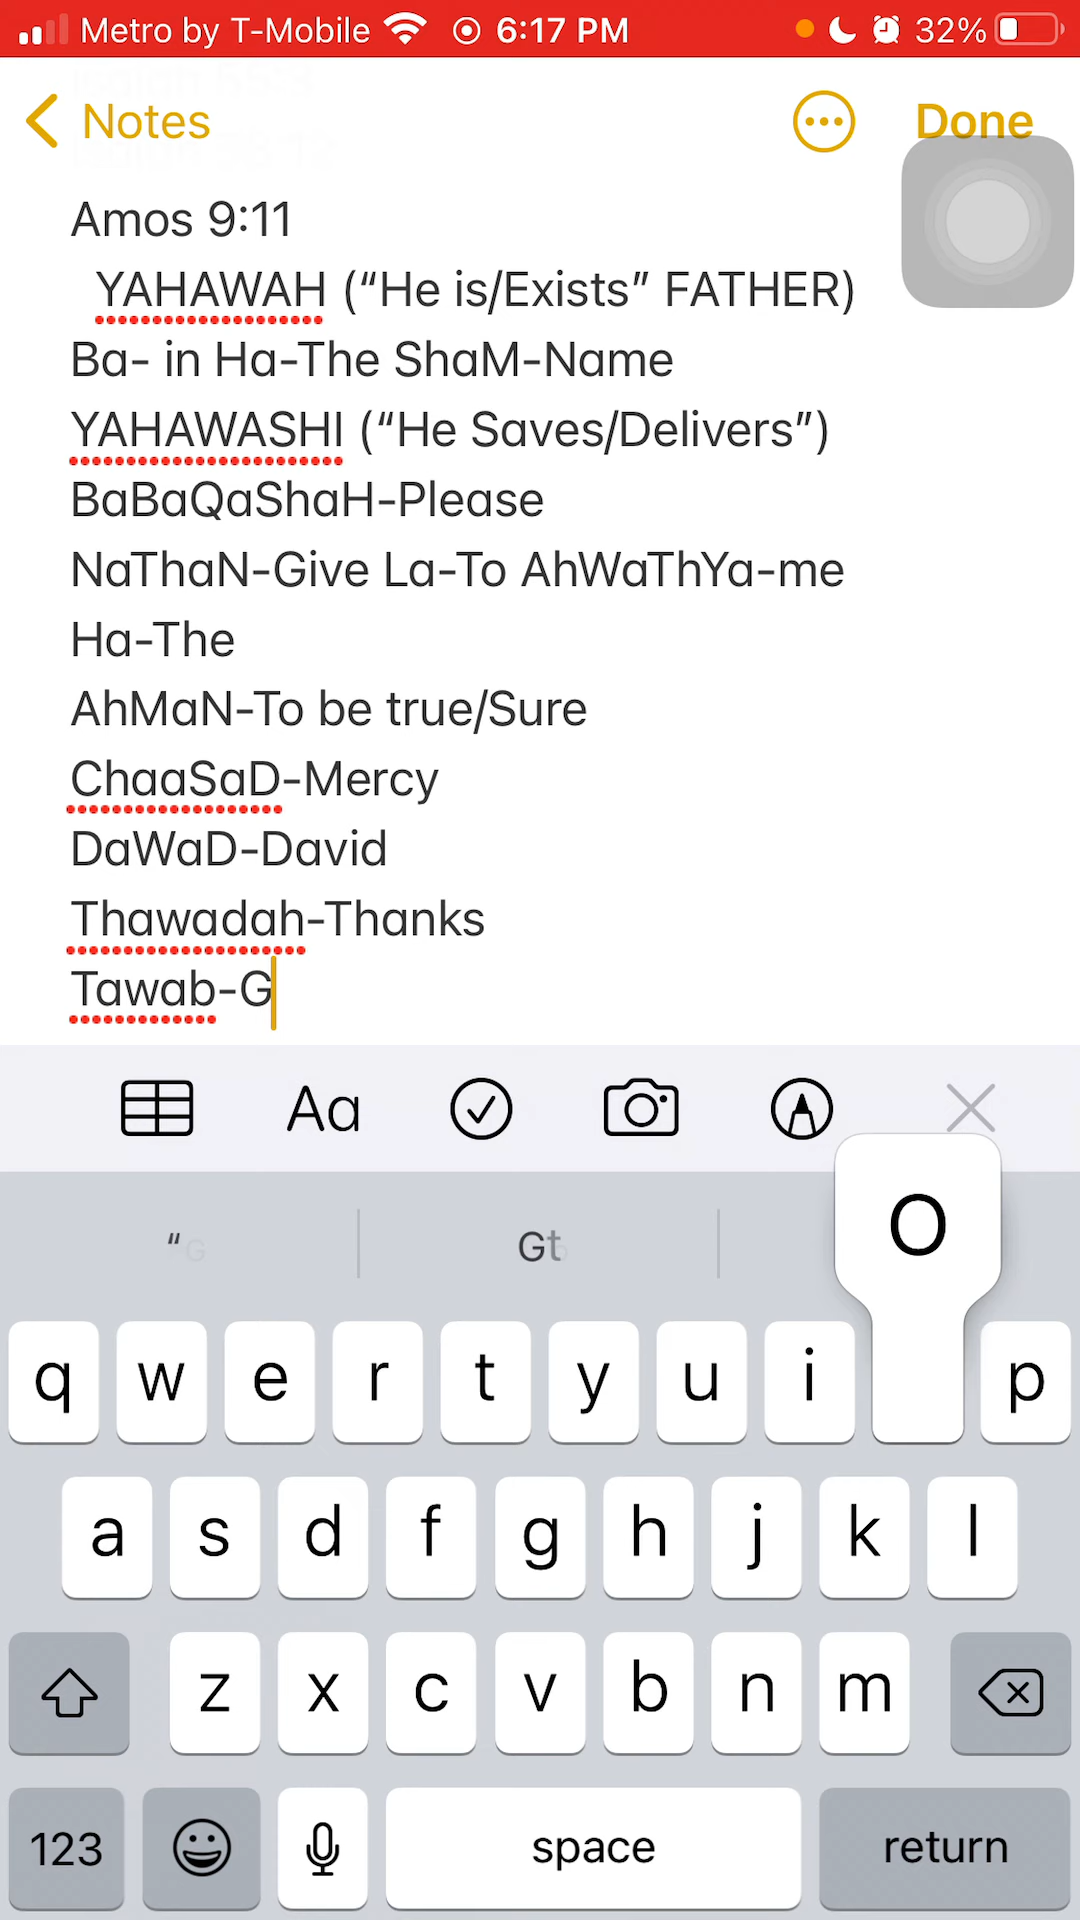 Metro by T-Mobile 6:17 PM 32%
Notes Done
Amos 9:11
YAHAWAH (“He is/Exists” FATHER)
Ba- in Ha-The ShaM-Name
YAHAWASHI (“He Saves/Delivers”)
BaBaQaShaH-Please
NaThaN-Give La-To AhWaThYa-me
Ha-The
AhMaN-To be true/Sure
ChaaSaD-Mercy
DaWaD-David
Thawadah-Thanks
Tawab-G
Aa
O
q w e r t y u i p
a s d f g h j k l
z x c v b n m
123 space return